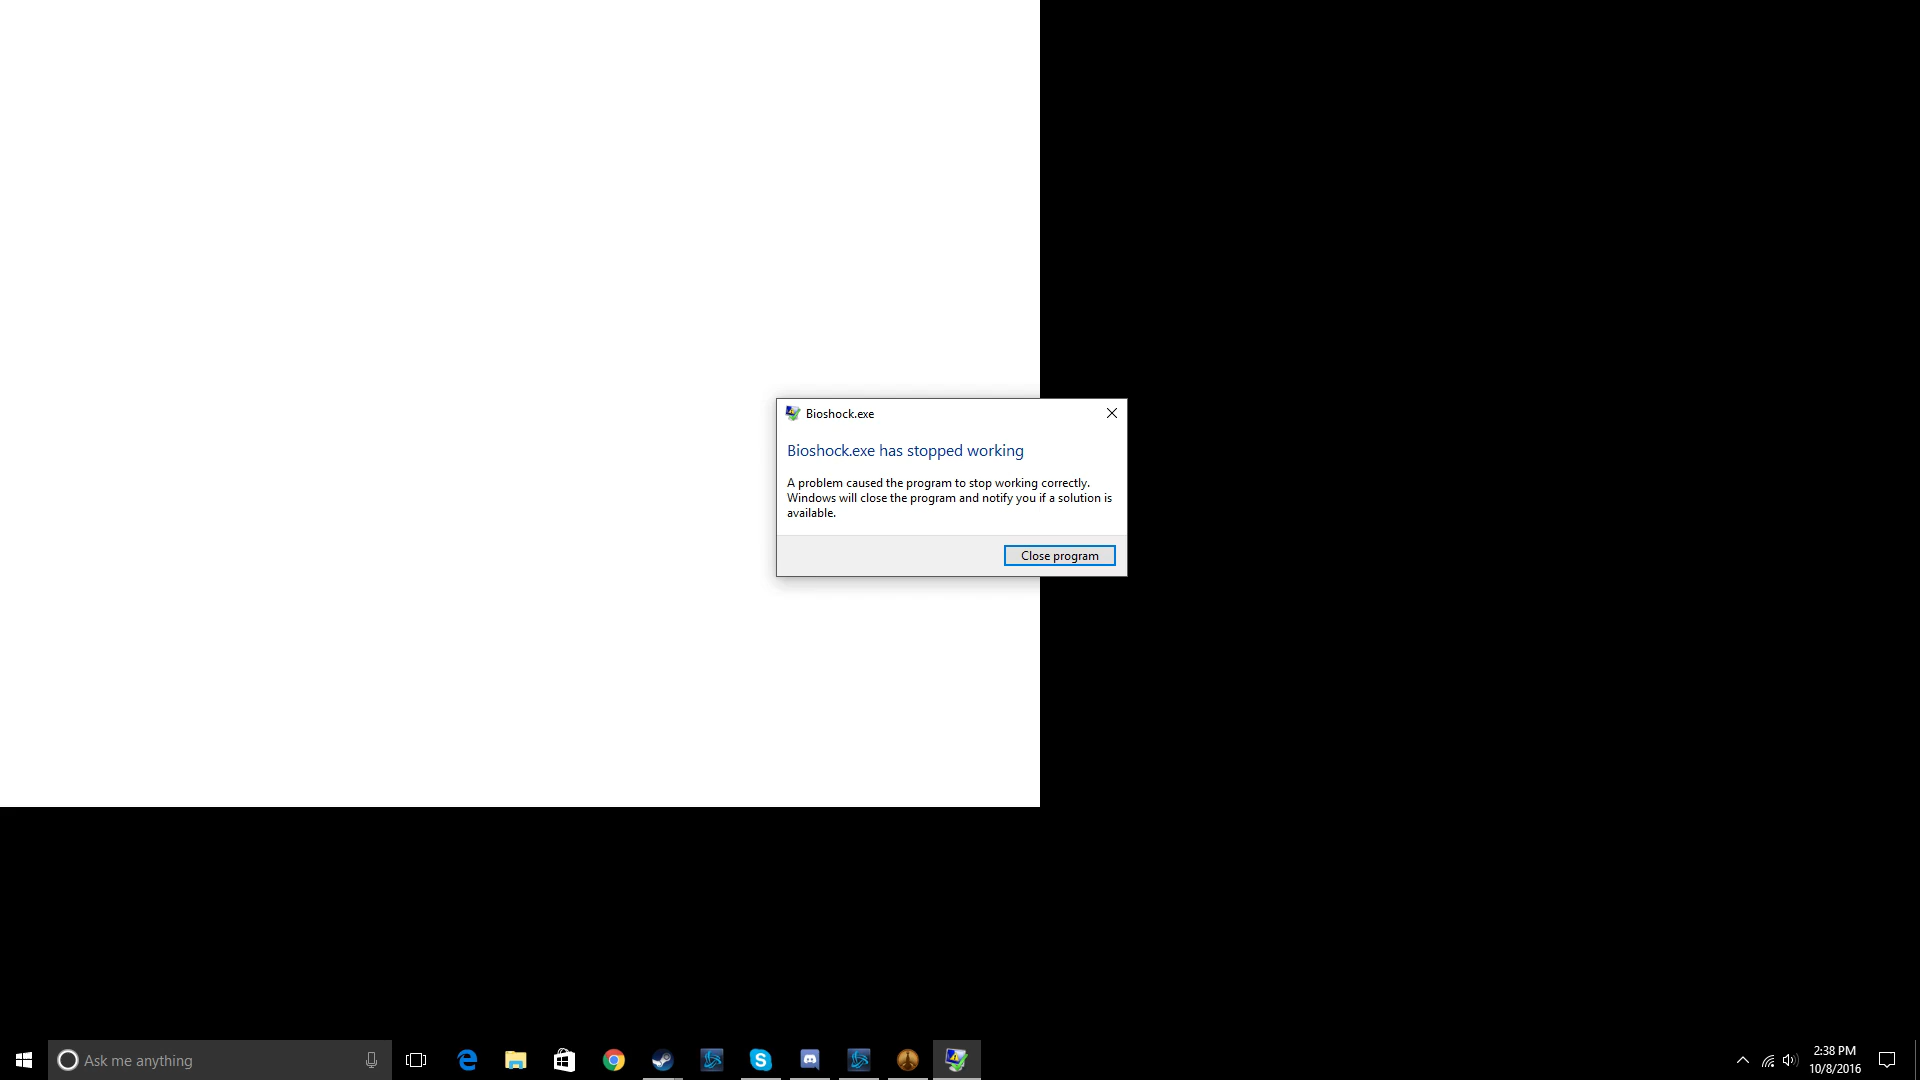 Bioshock.exe
Bioshock.exe has stopped working
A problem caused the program to stop working correctly.
Windows will close the program and notify you if a solution is
available.
Close program
Ask me anything
2:38 PM
10/8/2016